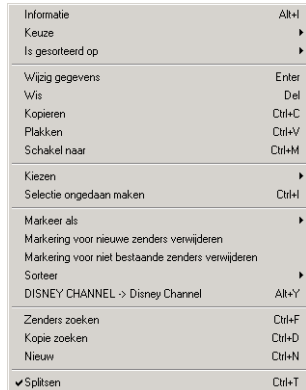 Informatie Alt+I
Keuze
Is gesorteerd op
Wijzig gegevens Enter
Wis Del
Kopieren Ctrl+C
Plakken Ctrl+V
Schakel naar Ctrl+M
Kiezen
Selectie ongedaan maken Ctrl+I
Markeer als
Markering voor nieuwe zenders verwijderen
Markering voor niet bestaande zenders verwijderen
Sorteer
DISNEY CHANNEL -> Disney Channel Alt+Y
Zenders zoeken Ctrl+F
Kopie zoeken Ctrl+D
Nieuw Ctrl+N
Splitsen Ctrl+T